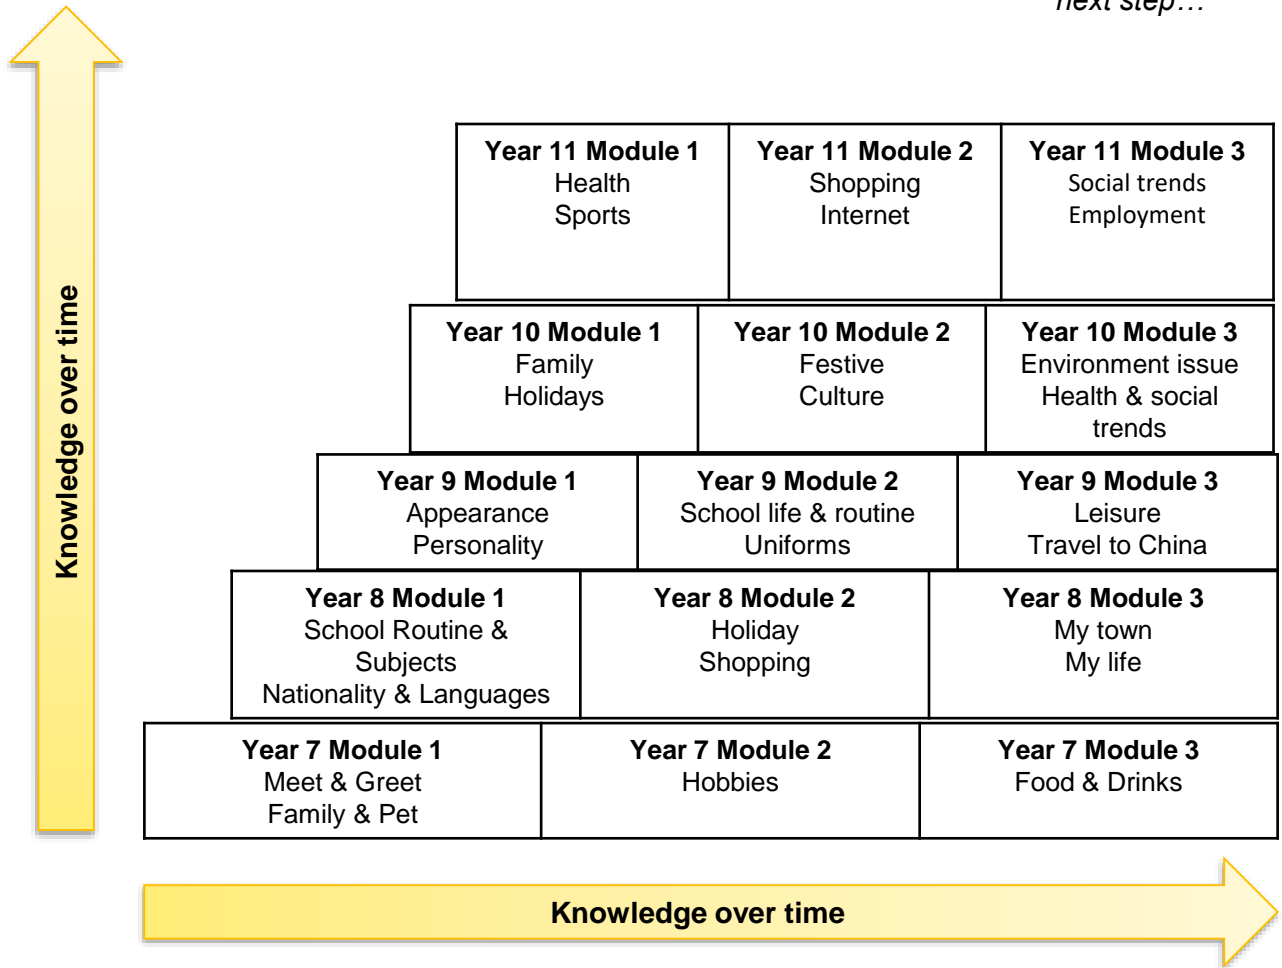 next step…
Year 11 Module 1
Health
Sports
Year 11 Module 2
Shopping
Internet
Year 11 Module 3
Social trends
Employment
Year 10 Module 1
Family
Holidays
Year 10 Module 2
Festive
Culture
Year 10 Module 3
Environment issue
Health & social
trends
Year 9 Module 1
Appearance
Personality
Year 9 Module 2
School life & routine
Uniforms
Year 9 Module 3
Leisure
Travel to China
Year 8 Module 1
School Routine &
Subjects
Nationality & Languages
Year 8 Module 2
Holiday
Shopping
Year 8 Module 3
My town
My life
Year 7 Module 1
Meet & Greet
Family & Pet
Year 7 Module 2
Hobbies
Year 7 Module 3
Food & Drinks
Knowledge over time
Knowledge over time